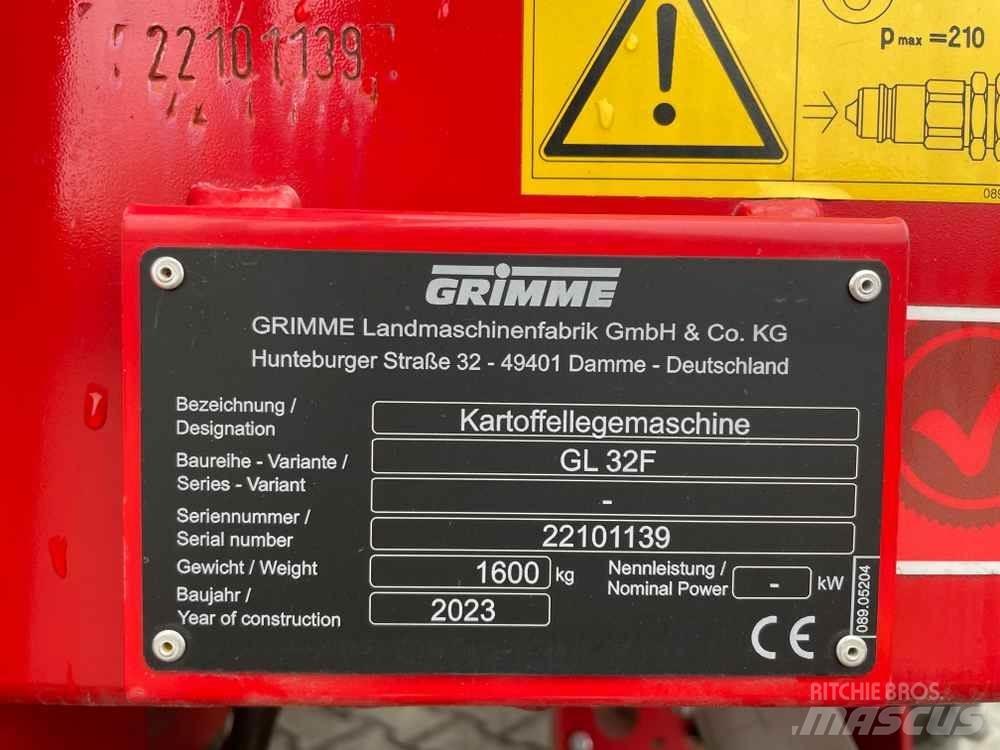 22101139
p max =210
089
GRIMME
GRIMME Landmaschinenfabrik GmbH & Co. KG
Hunteburger Straße 32 - 49401 Damme - Deutschland
Bezeichnung /
Designation
Kartoffellegemaschine
Baureihe - Variante /
Series - Variant
GL 32F
-
Seriennummer /
Serial number
22101139
Gewicht / Weight
1600 kg
Nennleistung /
Nominal Power
- kW
Baujahr /
Year of construction
2023
CE
089.05204
RITCHIE BROS.
MASCUS